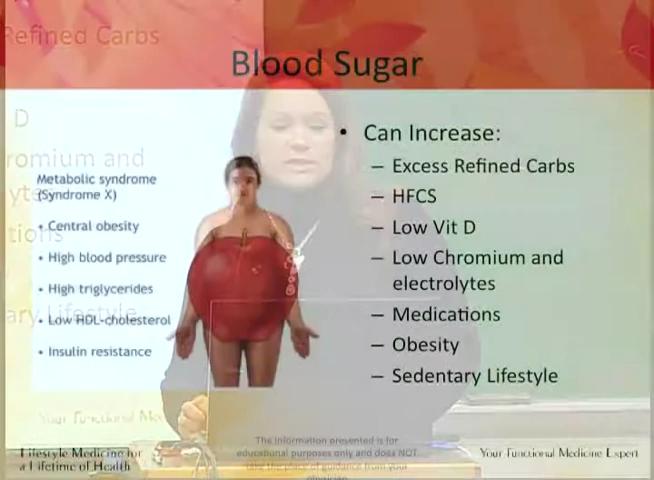 Refined Carbs
Blood Sugar
D
romium and
Metabolic syndrome
(Syndrome X)
• Central obesity
• High blood pressure
• High triglycerides
• Low HDL-cholesterol
• Insulin resistance
• Can Increase:
– Excess Refined Carbs
– HFCS
– Low Vit D
– Low Chromium and
electrolytes
– Medications
– Obesity
– Sedentary Lifestyle
ary Lifestyle
Your Functional Me
Lifestyle Medicine for
a Lifetime of Health
The information presented is for
educational purposes only and does NOT
take the place of guidance from your
physician
Your Functional Medicine Expert